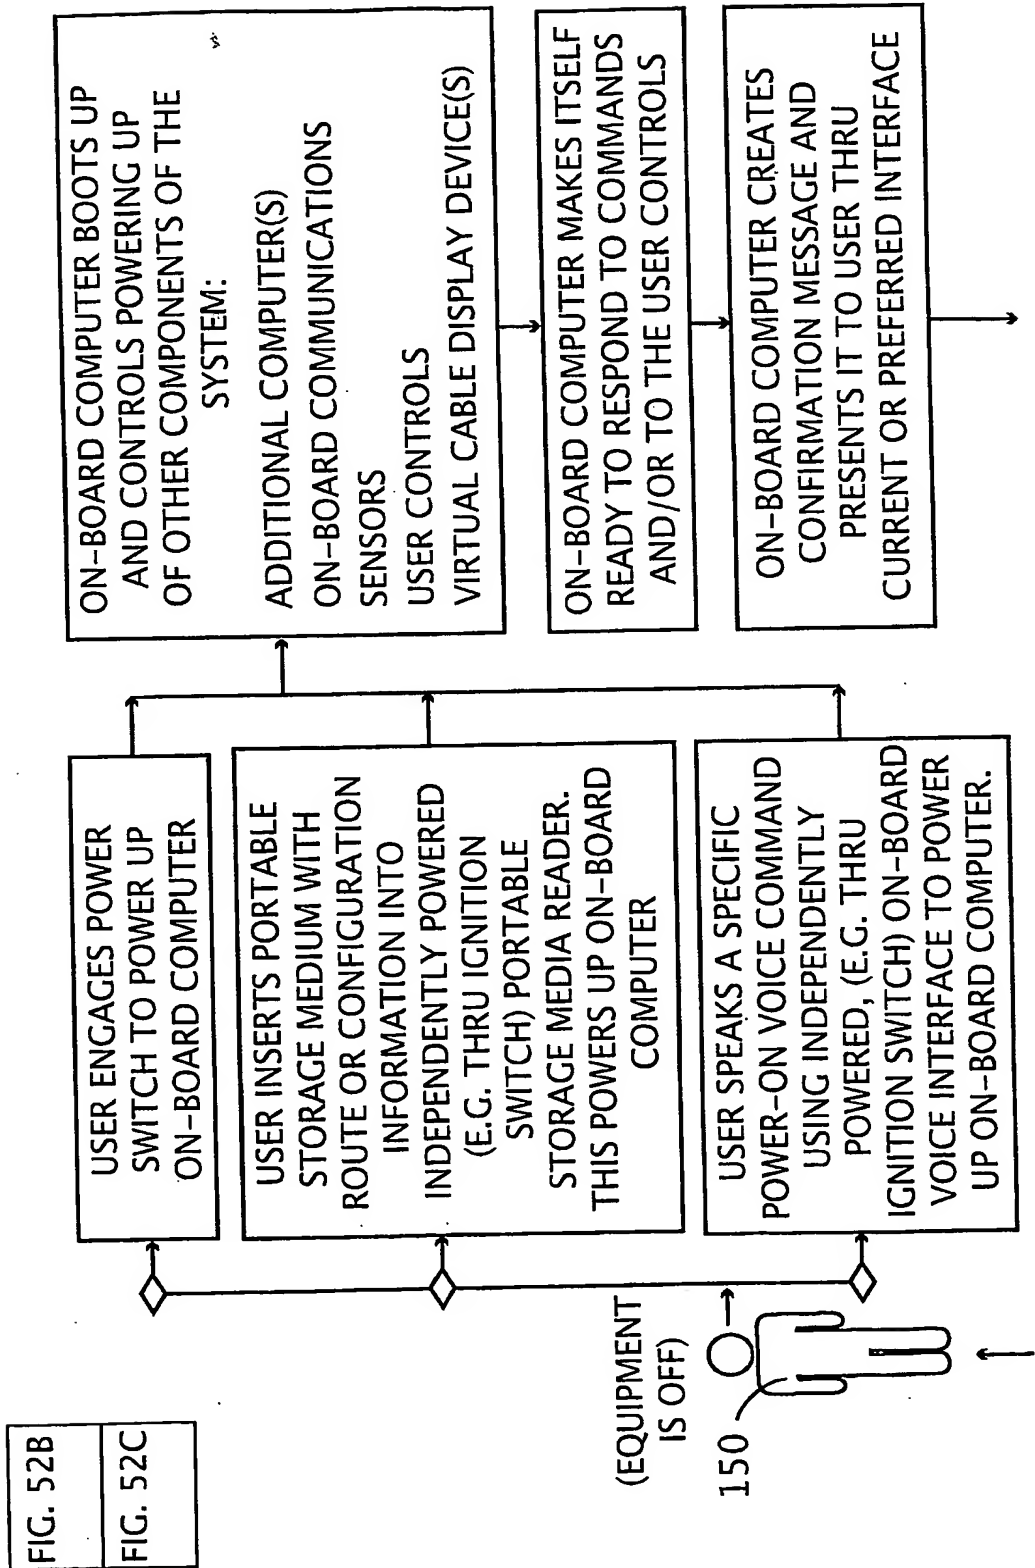 FIG. 52B
FIG. 52C
(EQUIPMENT
IS OFF)
150
USER ENGAGES POWER
SWITCH TO POWER UP
ON-BOARD COMPUTER
USER INSERTS PORTABLE
STORAGE MEDIUM WITH
ROUTE OR CONFIGURATION
INFORMATION INTO
INDEPENDENTLY POWERED
(E.G. THRU IGNITION
SWITCH) PORTABLE
STORAGE MEDIA READER.
THIS POWERS UP ON-BOARD
COMPUTER
USER SPEAKS A SPECIFIC
POWER-ON VOICE COMMAND
USING INDEPENDENTLY
POWERED, (E.G. THRU
IGNITION SWITCH) ON-BOARD
VOICE INTERFACE TO POWER
UP ON-BOARD COMPUTER.
ON-BOARD COMPUTER BOOTS UP
AND CONTROLS POWERING UP
OF OTHER COMPONENTS OF THE
SYSTEM:
ADDITIONAL COMPUTER(S)
ON-BOARD COMMUNICATIONS
SENSORS
USER CONTROLS
VIRTUAL CABLE DISPLAY DEVICE(S)
ON-BOARD COMPUTER MAKES ITSELF
READY TO RESPOND TO COMMANDS
AND/OR TO THE USER CONTROLS
ON-BOARD COMPUTER CREATES
CONFIRMATION MESSAGE AND
PRESENTS IT TO USER THRU
CURRENT OR PREFERRED INTERFACE